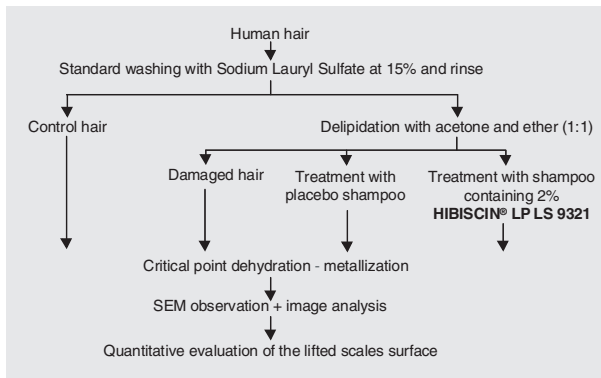 Human hair
Standard washing with Sodium Lauryl Sulfate at 15% and rinse
Control hair
Delipidation with acetone and ether (1:1)
Damaged hair
Treatment with
placebo shampoo
Treatment with shampoo
containing 2%
HIBISCIN® LP LS 9321
Critical point dehydration - metallization
SEM observation + image analysis
Quantitative evaluation of the lifted scales surface